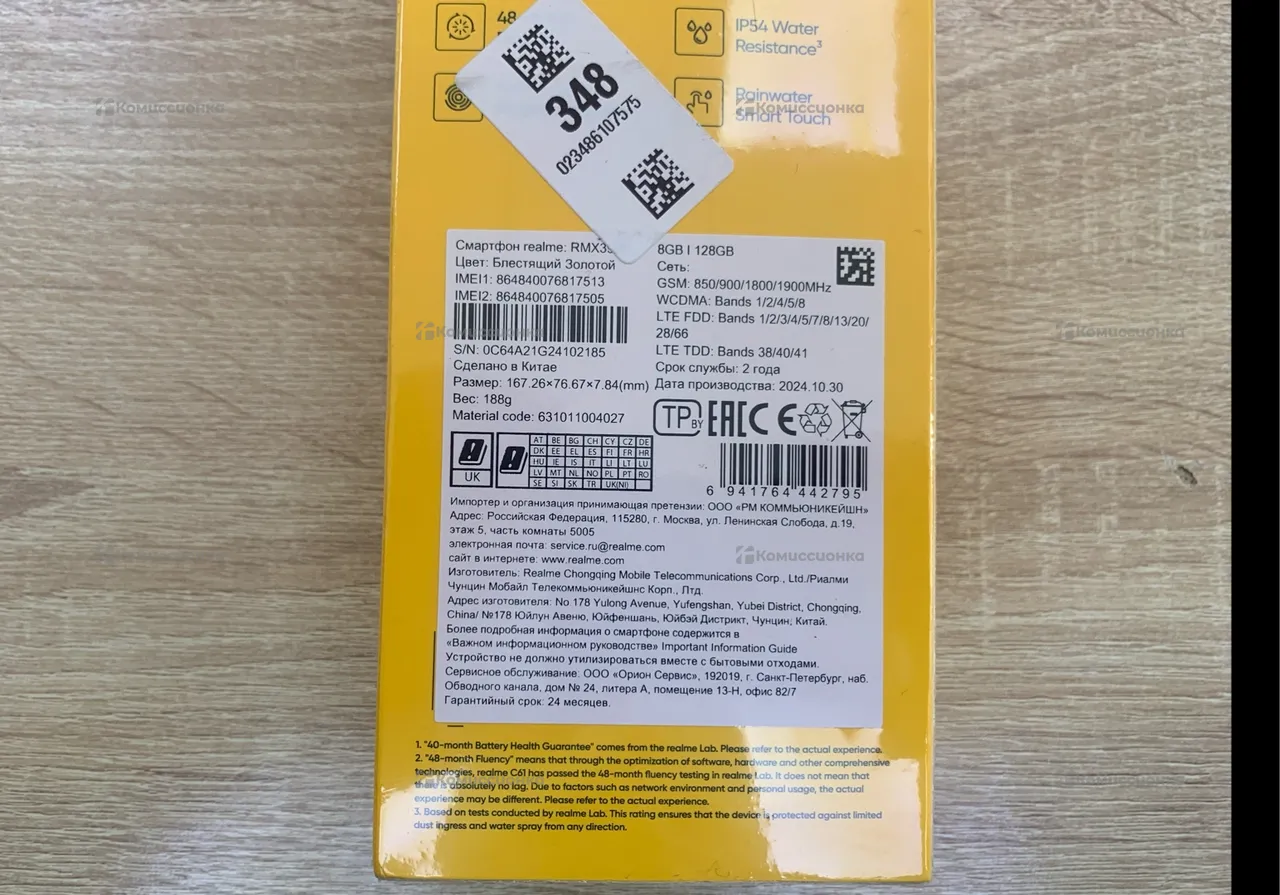 48
IP54 Water
Resistance³
Rainwater
Smart Touch
348
023486107575
Комиссионка
Комиссионка
Смартфон realme:
Цвет: Блестящий Золотой
IMEI1: 864840076817513
IMEI2: 864840076817505
S/N: 0C64A21G24102185
Сделано в Китае
Размер: 167.26×76.67×7.84(mm)
Вес: 188g
Material code: 631011004027
8GB I 128GB
Сеть:
GSM: 850/900/1800/1900MHz
WCDMA: Bands 1/2/4/5/8
LTE FDD: Bands 1/2/3/4/5/7/8/13/20/
28/66
LTE TDD: Bands 38/40/41
Срок службы: 2 года
Дата производства: 2024.10.30
TP BY EAC CE
UK
AT BE BG CH CY CZ DE
DK EE EL ES FI FR HR
HU IE IS IT LI LT LU
LV MT NL NO PL PT RO
SE SI SK TR UK(NI)
6 941764 442795
Импортер и организация принимающая претензии: ООО «РМ КОММЬЮНИКЕЙШН»
Адрес: Российская Федерация, 115280, г. Москва, ул. Ленинская Слобода, д.19,
этаж 5, часть комнаты 5005
электронная почта: service.ru@realme.com
сайт в интернете: www.realme.com
Изготовитель: Realme Chongqing Mobile Telecommunications Corp., Ltd./Риалми
Чунцин Мобайл Телекоммьюникейшнс Корп., Лтд.
Адрес изготовителя: No 178 Yulong Avenue, Yufengshan, Yubei District, Chongqing,
China/ №178 Юйлун Авеню, Юйфеншань, Юйбэй Дистрикт, Чунцин, Китай.
Более подробная информация о смартфоне содержится в
«Важном информационном руководстве» Important Information Guide
Устройство не должно утилизироваться вместе с бытовыми отходами.
Сервисное обслуживание: ООО «Орион Сервис», 192019, г. Санкт-Петербург, наб.
Обводного канала, дом № 24, литера А, помещение 13-Н, офис 82/7
Гарантийный срок: 24 месяцев.
Комиссионка
Комиссионка
Комиссионка
1. "40-month Battery Health Guarantee" comes from the realme Lab. Please refer to the actual experience.
2. "48-month Fluency" means that through the optimization of software, hardware and other comprehensive
technologies, realme C61 has passed the 48-month fluency testing in realme Lab. It does not mean that
there is absolutely no lag. Due to factors such as network environment and personal usage, the actual
experience may be different. Please refer to the actual experience.
3. Based on tests conducted by realme Lab. This rating ensures that the device is protected against limited
dust ingress and water spray from any direction.